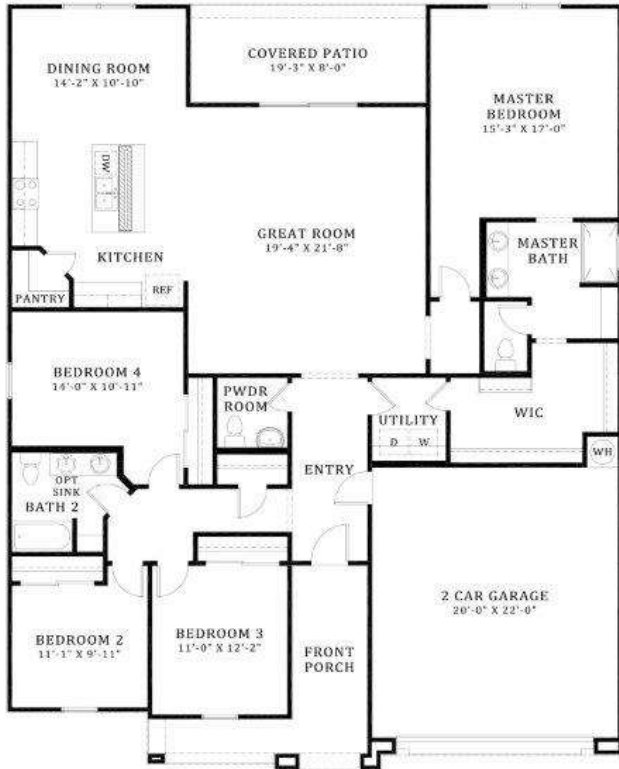 COVERED PATIO
19'-3" X 8'-0"
DINING ROOM
14'-2" X 10'-10"
MASTER
BEDROOM
15'-3" X 17'-0"
DW
GREAT ROOM
19'-4" X 21'-8"
MASTER
BATH
KITCHEN
REF
PANTRY
BEDROOM 4
14'-0" X 10'-11"
PWDR
ROOM
UTILITY
D W
WIC
WH
OPT
SINK
BATH 2
ENTRY
2 CAR GARAGE
20'-0" X 22'-0"
BEDROOM 2
11'-1" X 9'-11"
BEDROOM 3
11'-0" X 12'-2"
FRONT
PORCH